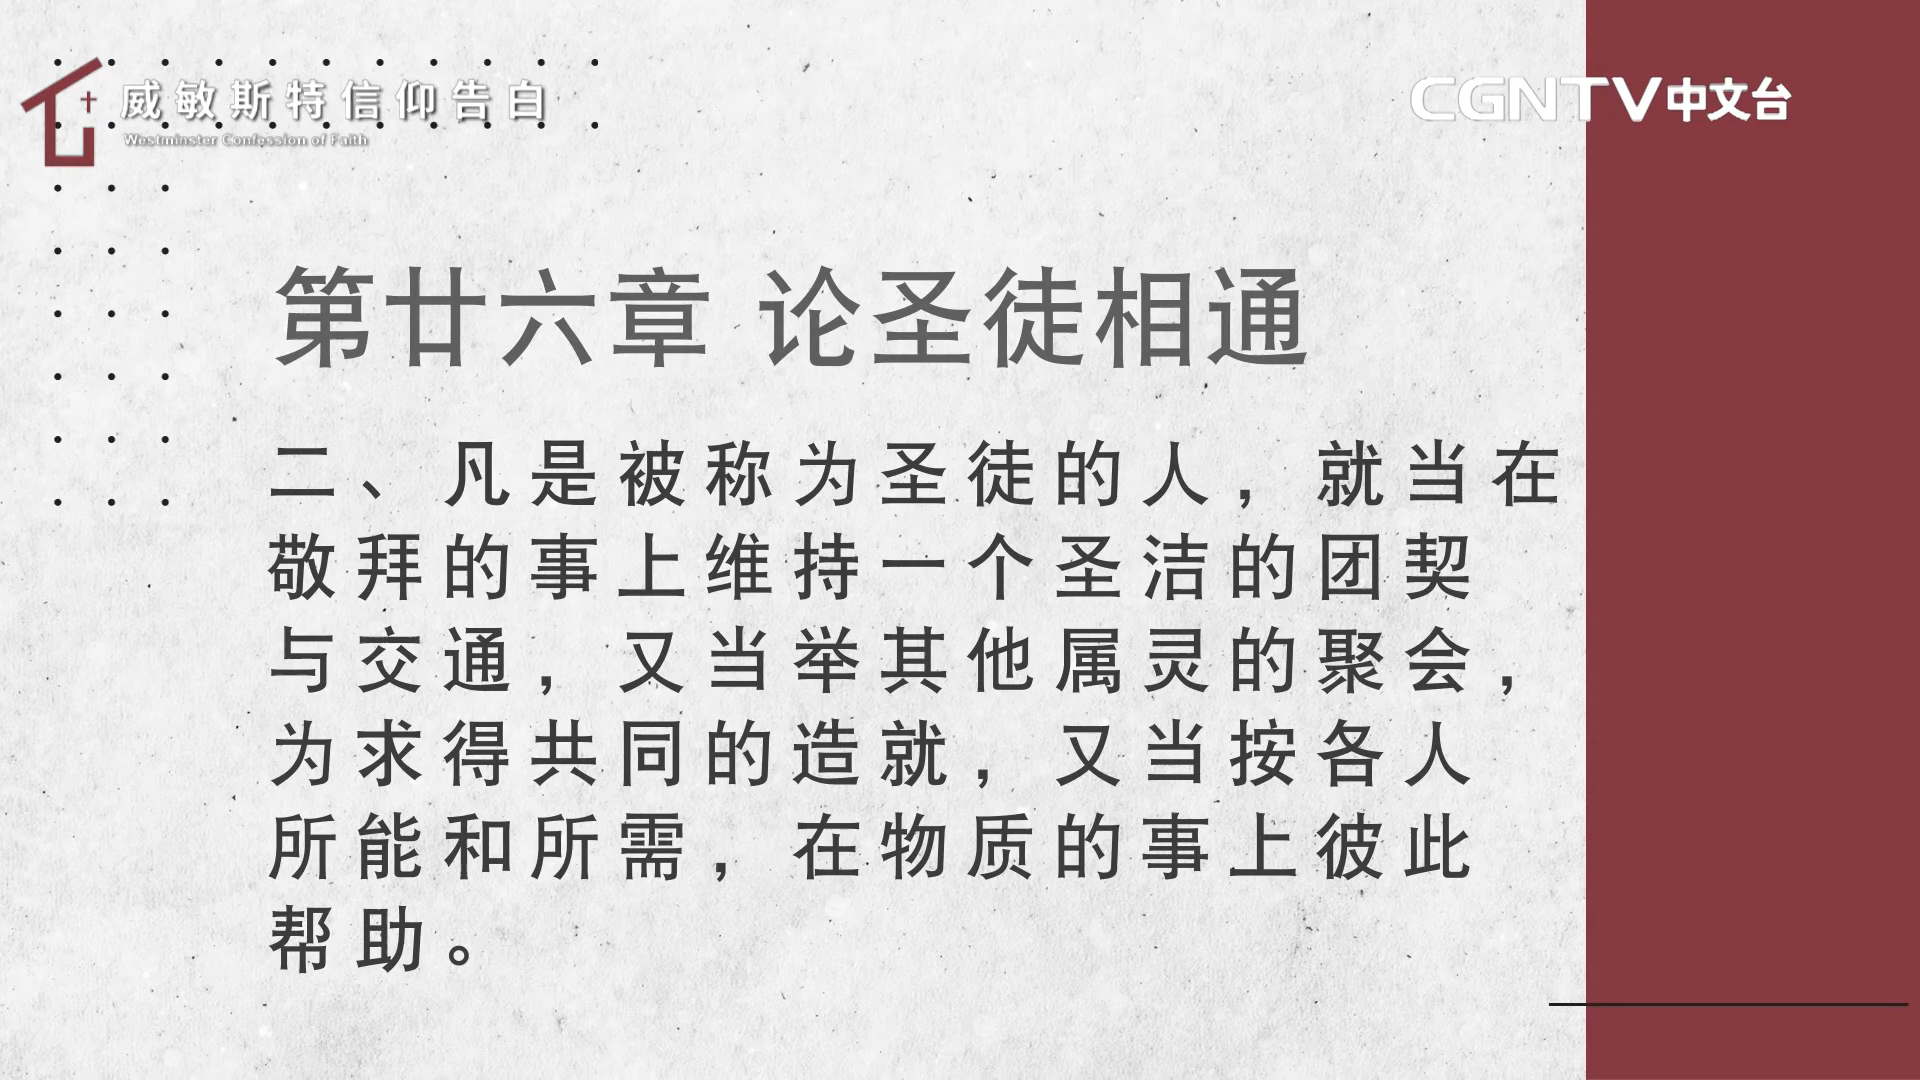 威敏斯特信仰告白
Westminster Confession of Faith
CGNTV中文台
第廿六章 论圣徒相通
二、凡是被称为圣徒的人，就当在
敬拜的事上维持一个圣洁的团契
与交通，又当举其他属灵的聚会，
为求得共同的造就，又当按各人
所能和所需，在物质的事上彼此
帮助。